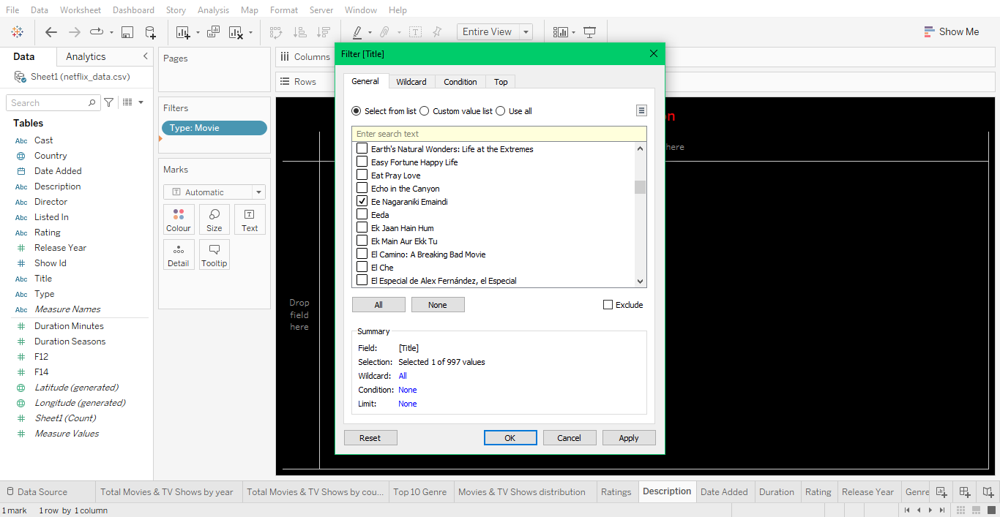 File Data Worksheet Dashboard Story Analysis Map Format Server Window Help
Entire View
Show Me
Data Analytics
Sheet1 (netflix_data.csv)
Search
Tables
Abc Cast
Country
Date Added
Abc Description
Abc Director
Abc Listed In
Abc Rating
Release Year
Show Id
Abc Title
Abc Type
Abc Measure Names
Duration Minutes
Duration Seasons
F12
F14
Latitude (generated)
Longitude (generated)
Sheet1 (Count)
Measure Values
Pages
Filters
Type: Movie
Marks
T Automatic
Colour Size Text
Detail Tooltip
Columns
Rows
on
here
Drop
field
here
Filter [Title]
General Wildcard Condition Top
Select from list Custom value list Use all
Enter search text
Earth's Natural Wonders: Life at the Extremes
Easy Fortune Happy Life
Eat Pray Love
Echo in the Canyon
Ee Nagaraniki Emaindi
Eeda
Ek Jaan Hain Hum
Ek Main Aur Ekk Tu
El Camino: A Breaking Bad Movie
El Che
El Especial de Alex Fernández, el Especial
All None Exclude
Summary
Field: [Title]
Selection: Selected 1 of 997 values
Wildcard: All
Condition: None
Limit: None
Reset OK Cancel Apply
Data Source Total Movies & TV Shows by year Total Movies & TV Shows by cou... Top 10 Genre Movies & TV Shows distribution Ratings Description Date Added Duration Rating Release Year Genre
1 mark 1 row by 1 column